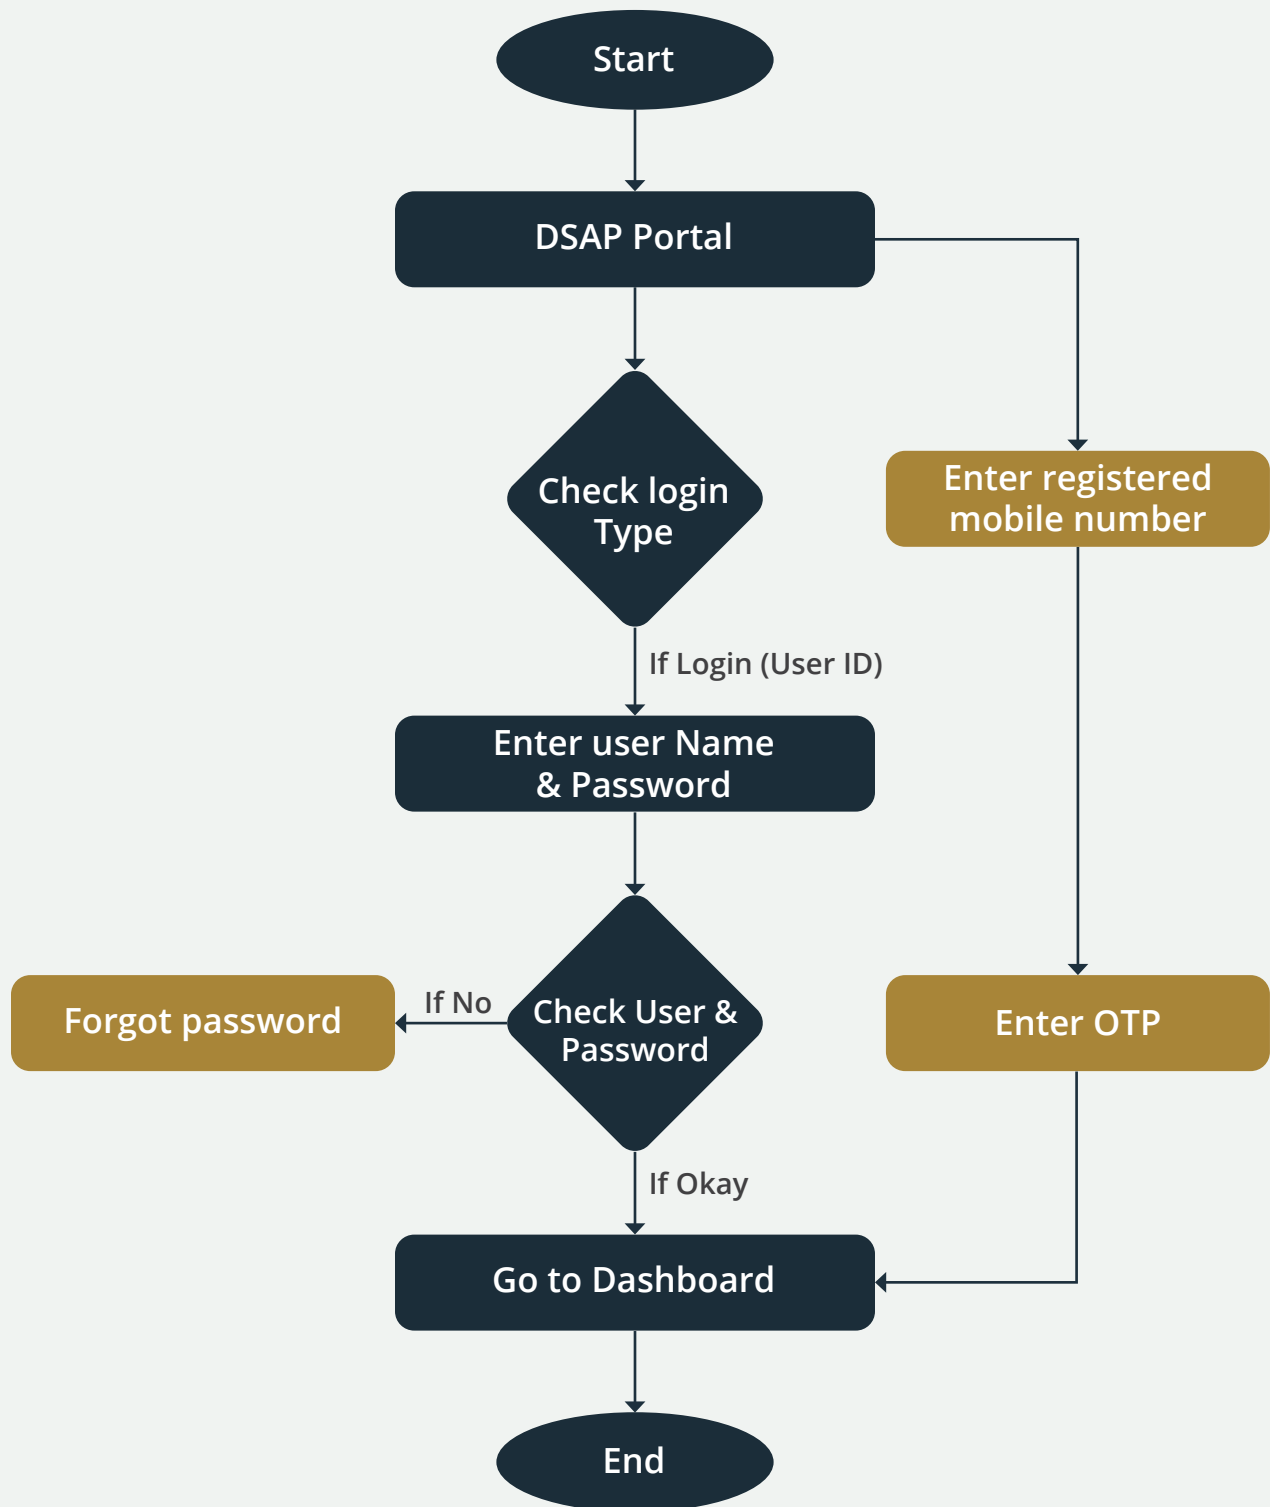 Start
DSAP Portal
Check login
Type
Enter registered
mobile number
If Login (User ID)
Enter user Name
& Password
Forgot password
If No
Check User &
Password
Enter OTP
If Okay
Go to Dashboard
End